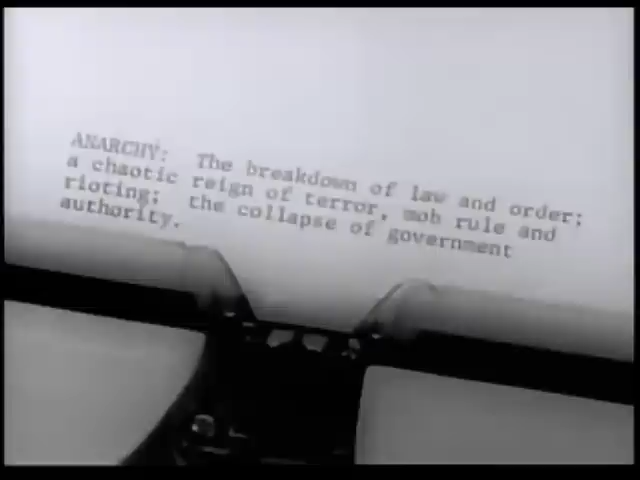 ANARCHY:  The breakdown of law and order;
a chaotic reign of terror, mob rule and
rioting;  the collapse of government
authority.